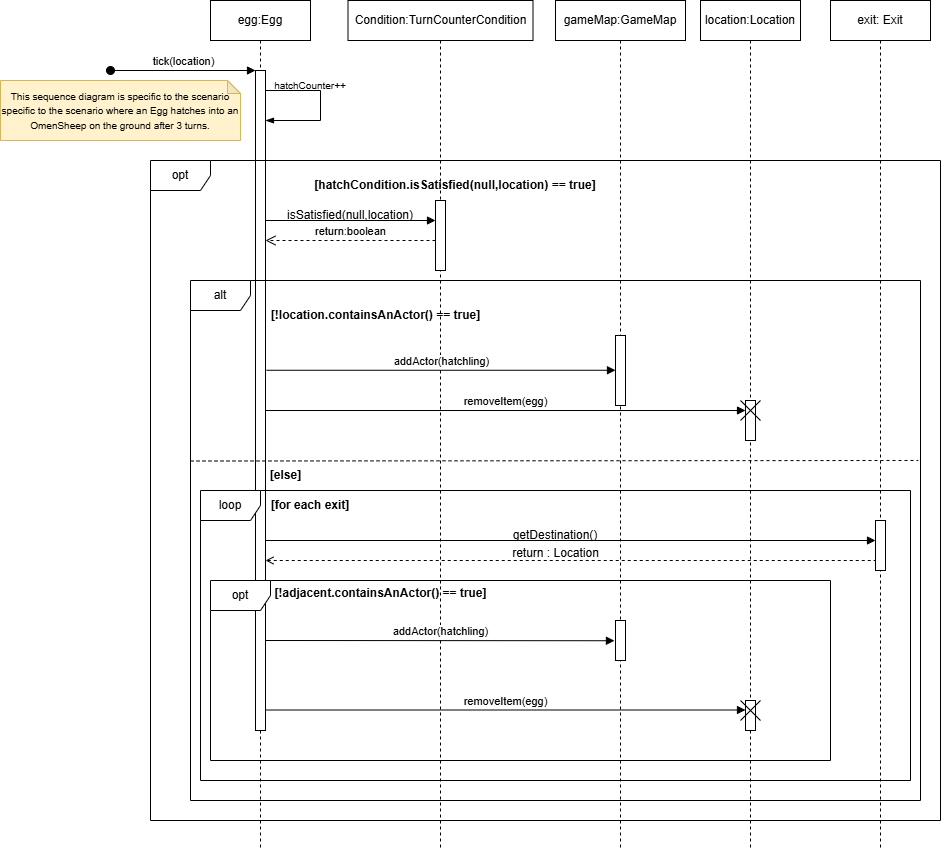 egg:Egg
Condition:TurnCounterCondition
gameMap:GameMap
location:Location
exit: Exit
tick(location)
hatchCounter++
This sequence diagram is specific to the scenario
specific to the scenario where an Egg hatches into an
OmenSheep on the ground after 3 turns.
opt
[hatchCondition.isSatisfied(null,location) == true]
isSatisfied(null,location)
return:boolean
alt
[!location.containsAnActor() == true]
addActor(hatchling)
removeItem(egg)
[else]
loop
[for each exit]
getDestination()
return : Location
opt
[!adjacent.containsAnActor() == true]
addActor(hatchling)
removeItem(egg)